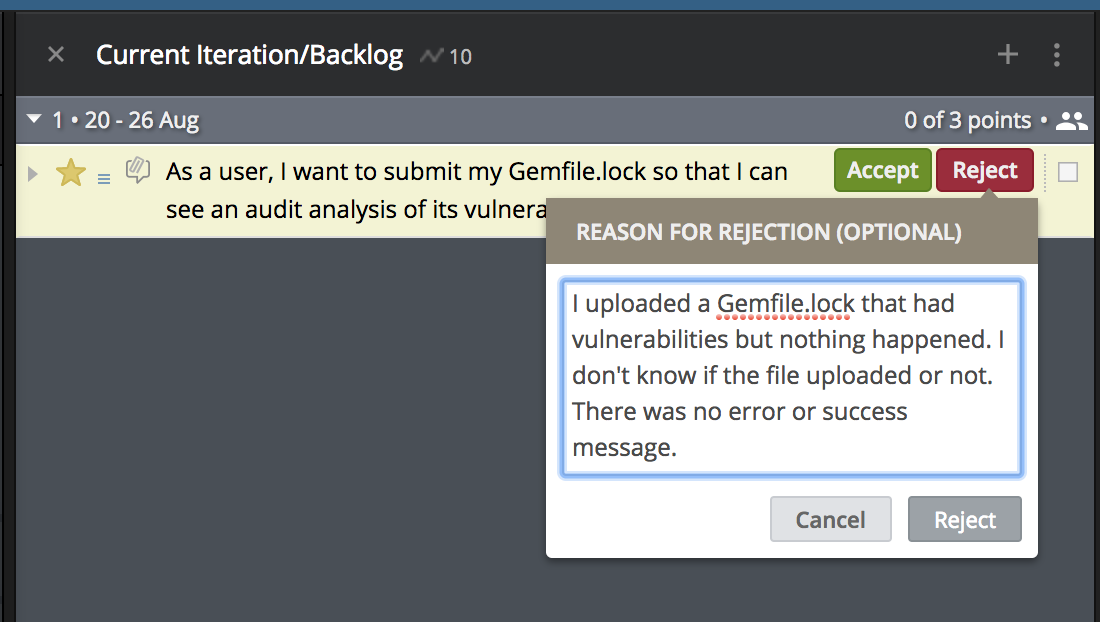 Current Iteration/Backlog 10
1 • 20 - 26 Aug 0 of 3 points •
As a user, I want to submit my Gemfile.lock so that I can Accept Reject
see an audit analysis of its
REASON FOR REJECTION (OPTIONAL)
I uploaded a Gemfile.lock that had
vulnerabilities but nothing happened. I
don't know if the file uploaded or not.
There was no error or success
message.
Cancel Reject